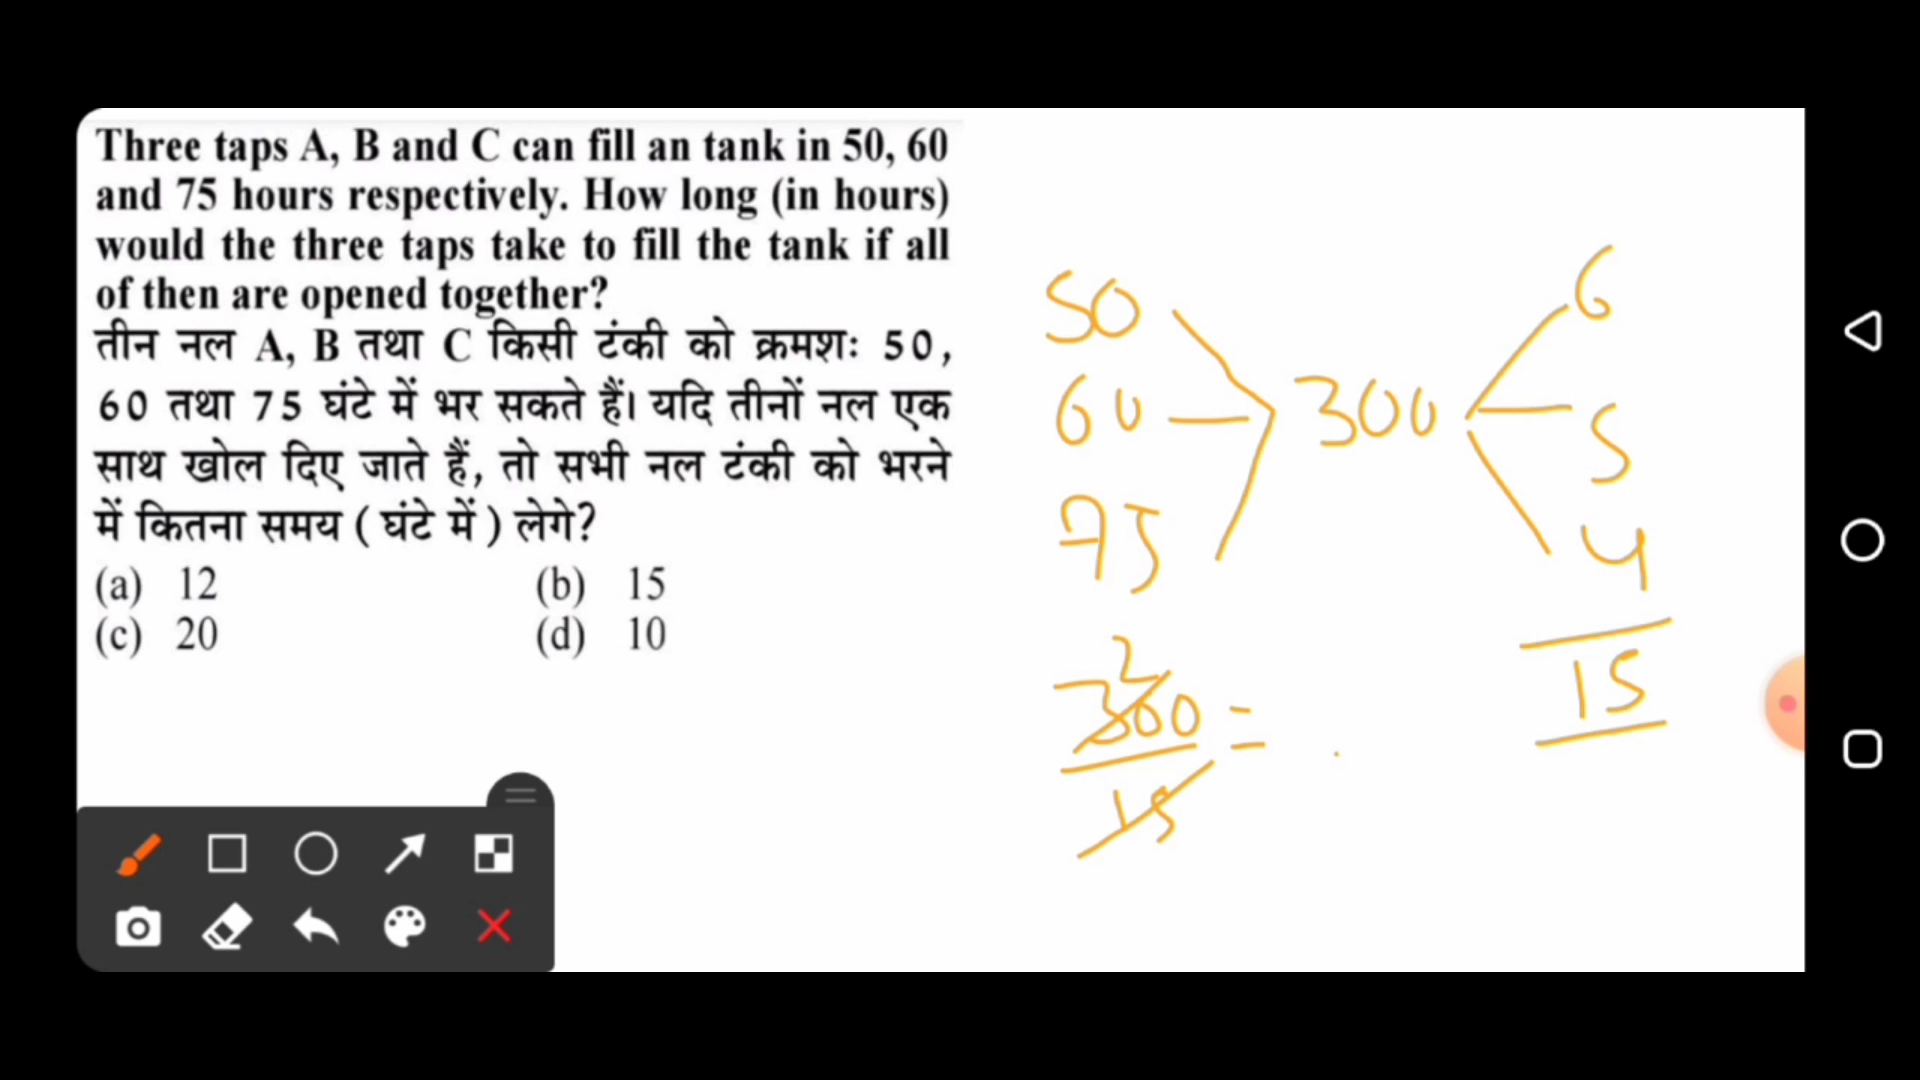 Three taps A, B and C can fill an tank in 50, 60
and 75 hours respectively. How long (in hours)
would the three taps take to fill the tank if all
of then are opened together?
तीन नल A, B तथा C किसी टंकी को क्रमशः 50,
60 तथा 75 घंटे में भर सकते हैं। यदि तीनों नल एक
साथ खोल दिए जाते हैं, तो सभी नल टंकी को भरने
में कितना समय ( घंटे में ) लेगे?
(a) 12 (b) 15
(c) 20 (d) 10
50
60
75
300
6
5
4
15
2
300 =
15